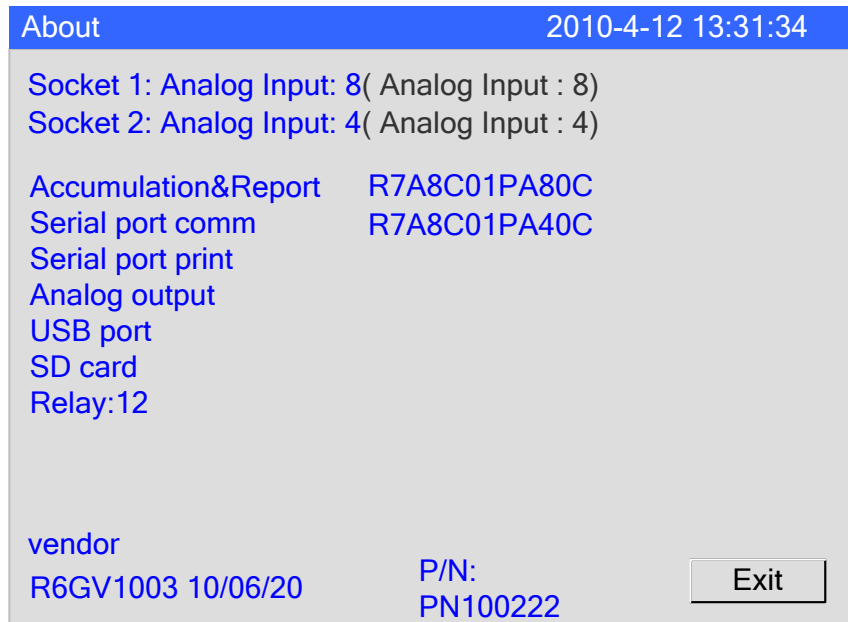 About 2010-4-12 13:31:34
Socket 1: Analog Input: 8( Analog Input : 8)
Socket 2: Analog Input: 4( Analog Input : 4)
Accumulation&Report R7A8C01PA80C
Serial port comm R7A8C01PA40C
Serial port print
Analog output
USB port
SD card
Relay:12
vendor
R6GV1003 10/06/20
P/N:
PN100222
Exit